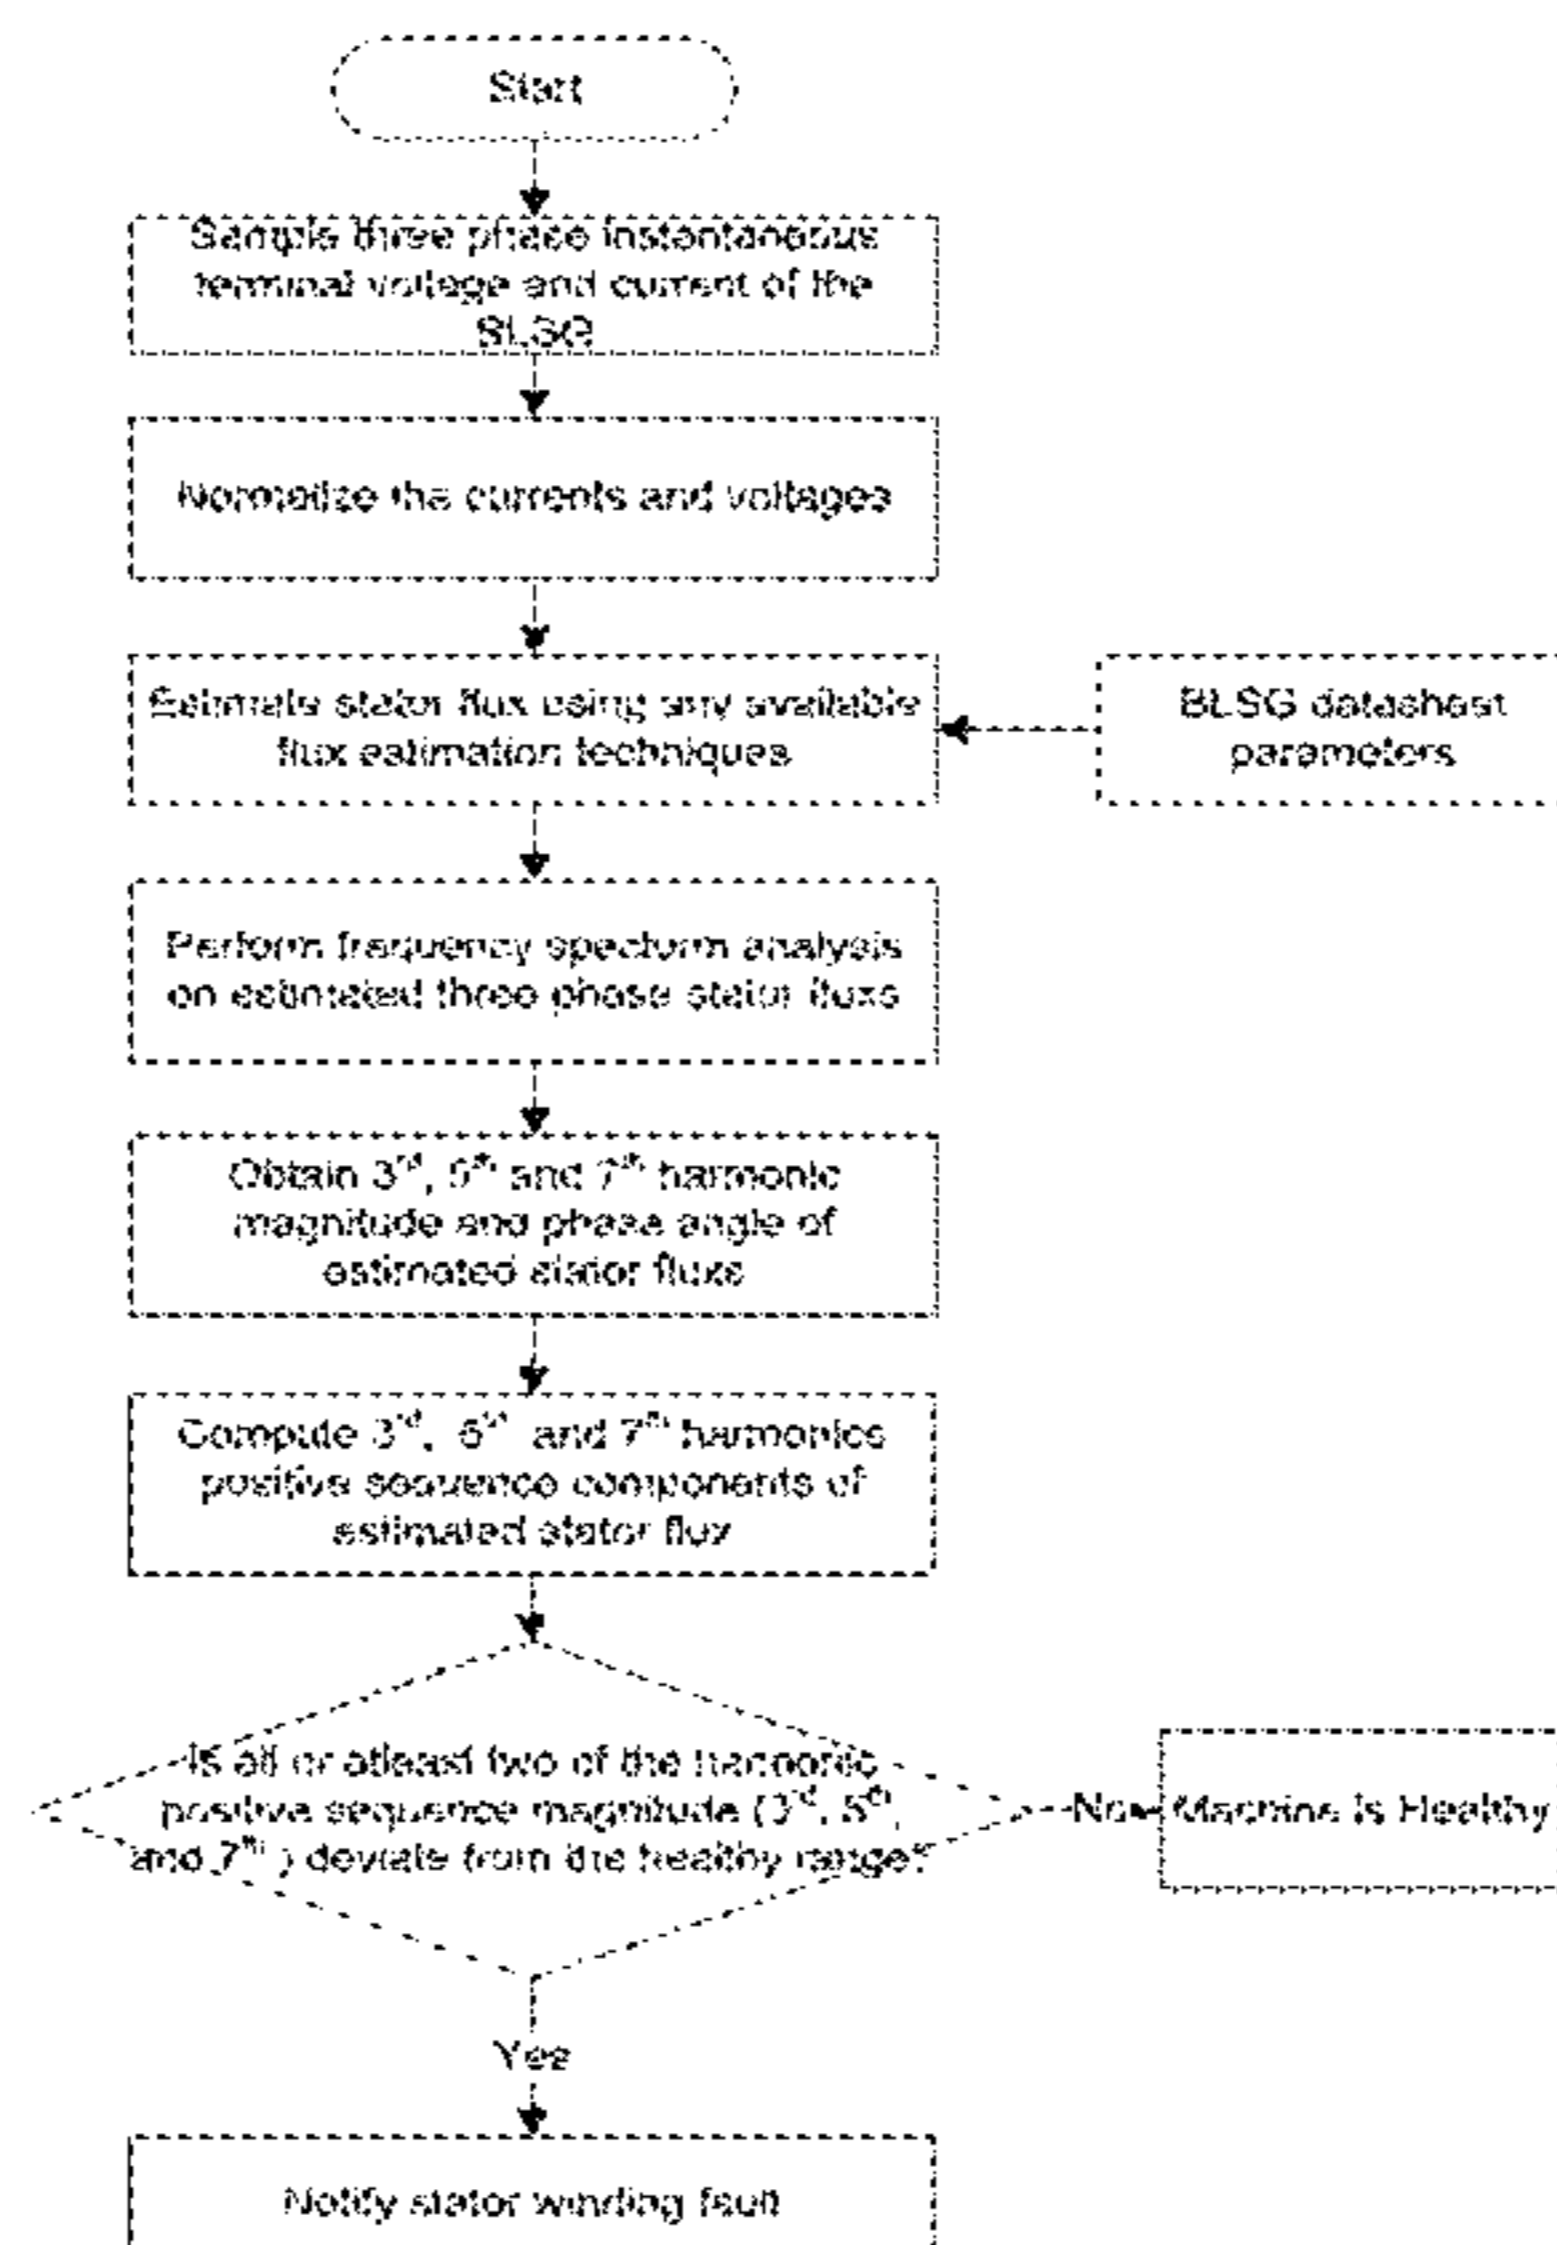 Start
Sample three phase instantaneous
terminal voltage and current of the
BLSG
Normalize the currents and voltages
Estimate stator flux using any available
flux estimation techniques
BLSG datasheet
parameters
Perform frequency specturm analysis
on estimated three phase stator fluxs
Obtain 3rd, 5th and 7th harmonic
magnitude and phase angle of
estimated stator fluxs
Compute 3rd, 5th and 7th harmonics
positive sequence components of
estimated stator flux
Is all or atleast two of the harmonic
positive sequence magnitude (3rd, 5th,
and 7th ) deviate from the healthy range?
No
Machine is Healthy
Yes
Notify stator winding fault